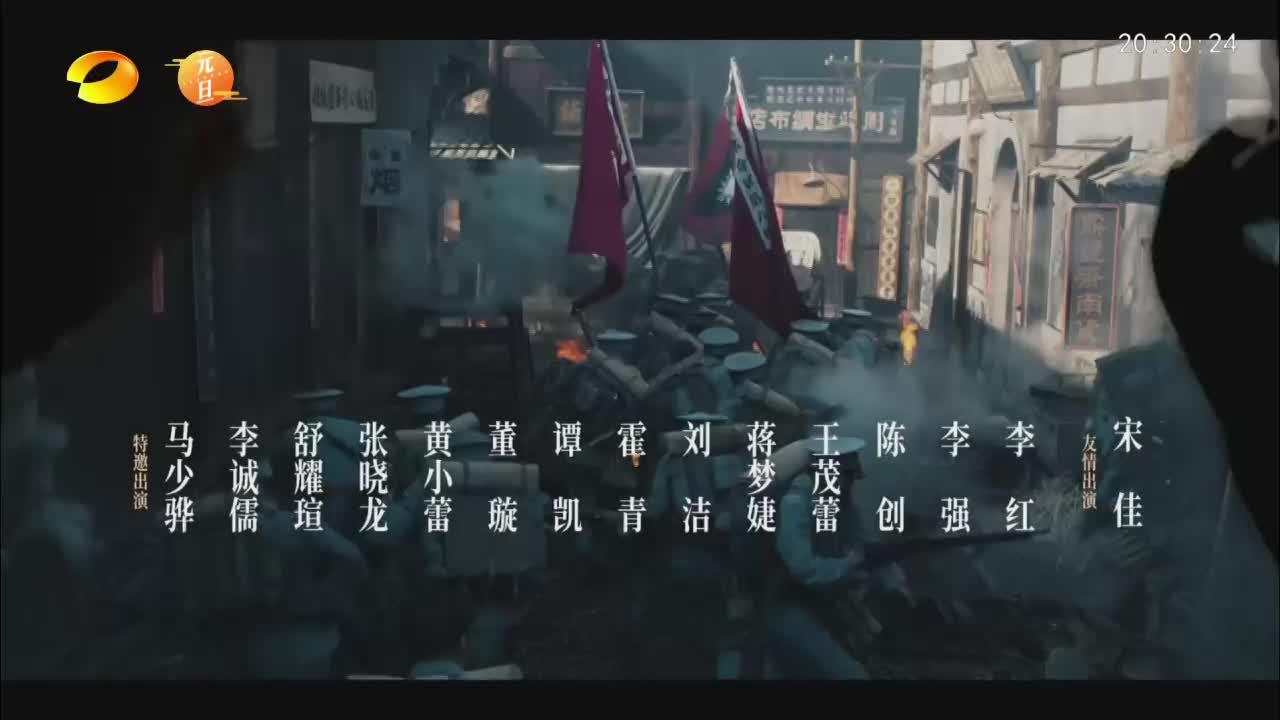 20:30:24
元旦
烟
友情出演
宋佳
李红
李强
陈创
王茂蕾
蒋梦婕
刘洁
霍青
谭凯
董璇
黄小蕾
张晓龙
舒耀瑄
李诚儒
马少骅
特邀出演